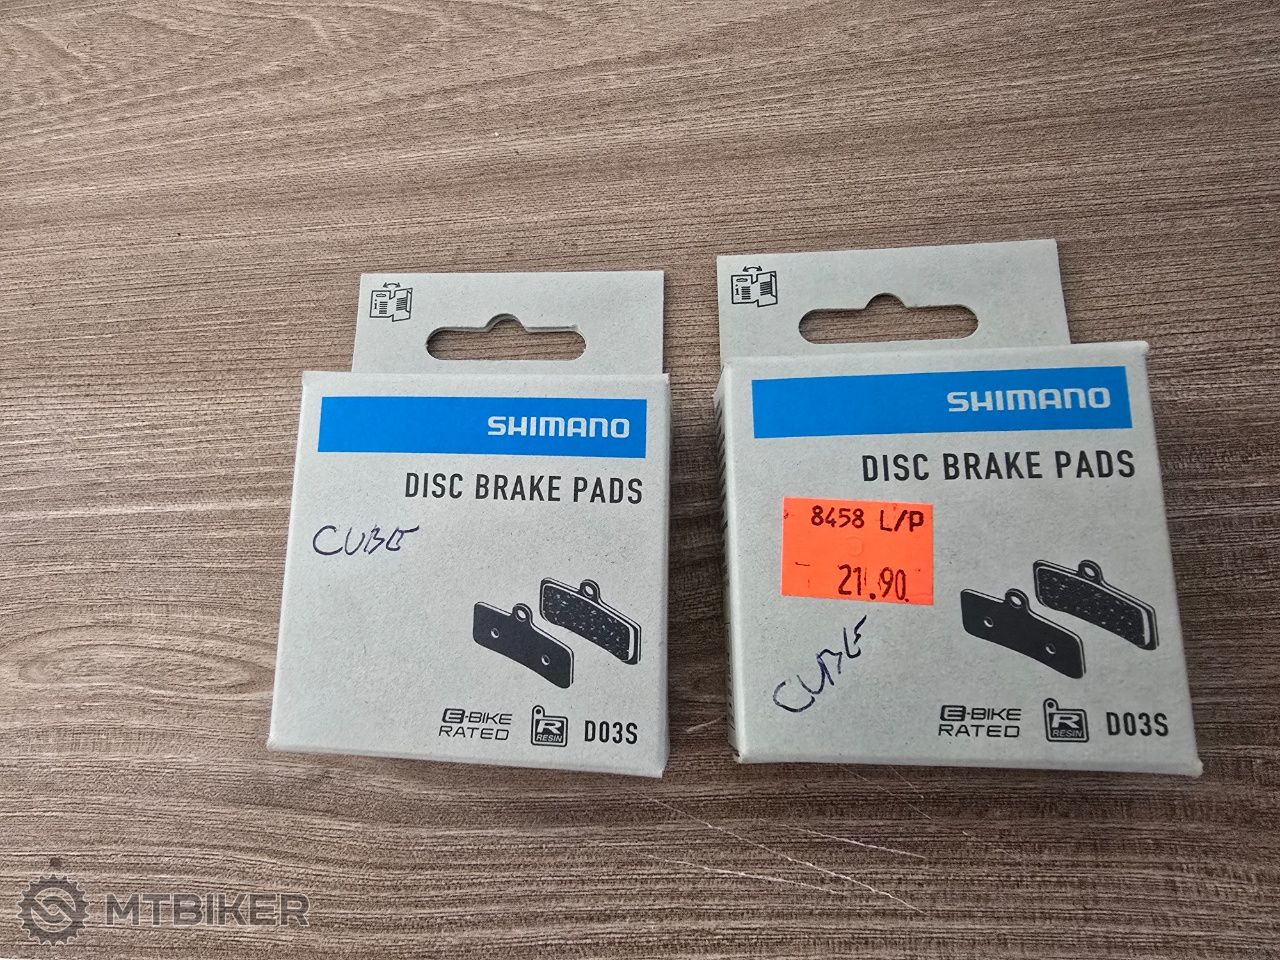 SHIMANO
DISC BRAKE PADS
CUBE
E-BIKE
RATED
R
RESIN
D03S
SHIMANO
DISC BRAKE PADS
8458 L/P
21.90
CUBE
E-BIKE
RATED
R
RESIN
D03S
MTBIKER